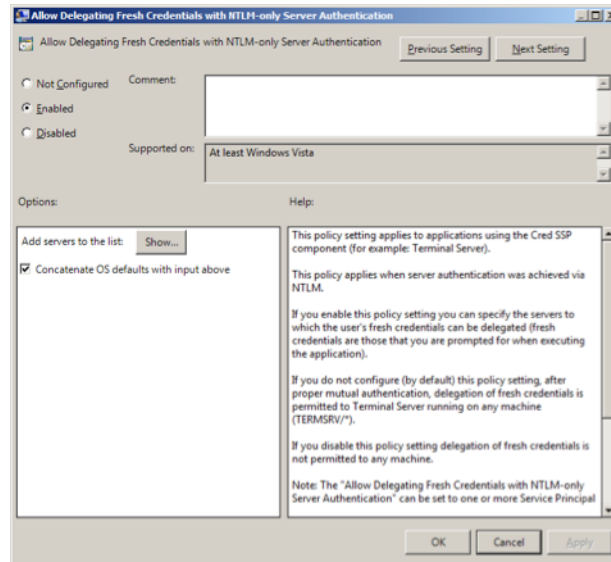 Allow Delegating Fresh Credentials with NTLM-only Server Authentication
Allow Delegating Fresh Credentials with NTLM-only Server Authentication
Previous Setting
Next Setting
Not Configured
Comment:
Enabled
Disabled
Supported on:
At least Windows Vista
Options:
Help:
Add servers to the list:
Show...
Concatenate OS defaults with input above
This policy setting applies to applications using the Cred SSP
component (for example: Terminal Server).
This policy applies when server authentication was achieved via
NTLM.
If you enable this policy setting you can specify the servers to
which the user's fresh credentials can be delegated (fresh
credentials are those that you are prompted for when executing
the application).
If you do not configure (by default) this policy setting, after
proper mutual authentication, delegation of fresh credentials is
permitted to Terminal Server running on any machine
(TERMSRV/*).
If you disable this policy setting delegation of fresh credentials is
not permitted to any machine.
Note: The "Allow Delegating Fresh Credentials with NTLM-only
Server Authentication" can be set to one or more Service Principal
OK
Cancel
Apply